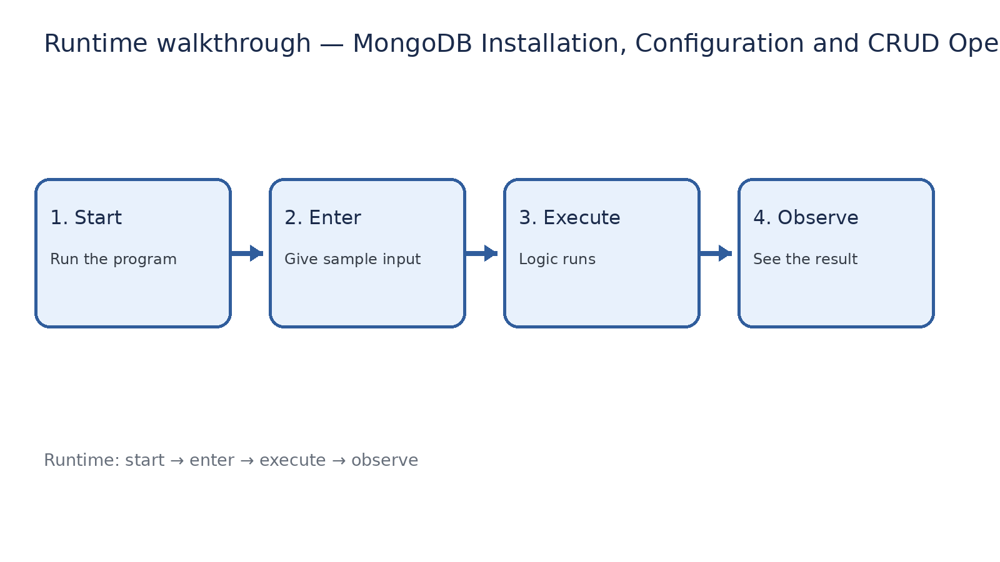 Runtime walkthrough — MongoDB Installation, Configuration and CRUD Ope
1. Start
Run the program
2. Enter
Give sample input
3. Execute
Logic runs
4. Observe
See the result
Runtime: start → enter → execute → observe